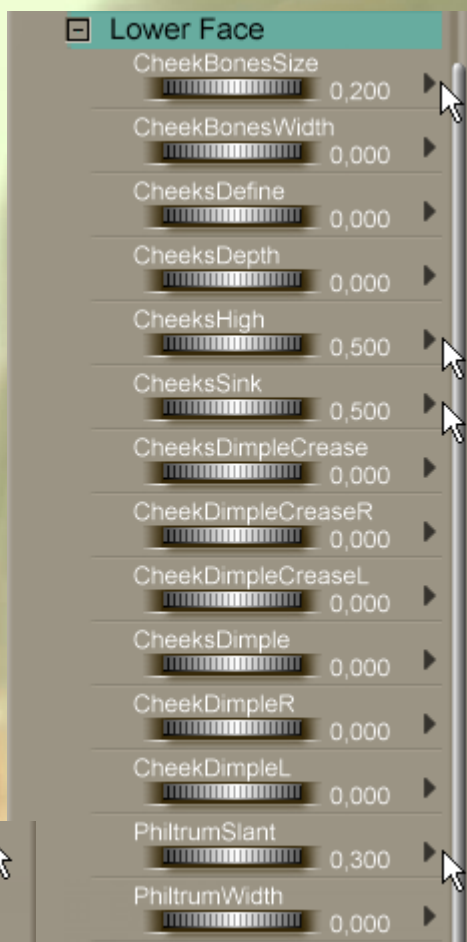 Lower Face
CheekBonesSize
0,200
CheekBonesWidth
0,000
CheeksDefine
0,000
CheeksDepth
0,000
CheeksHigh
0,500
CheeksSink
0,500
CheeksDimpleCrease
0,000
CheekDimpleCreaseR
0,000
CheekDimpleCreaseL
0,000
CheeksDimple
0,000
CheekDimpleR
0,000
CheekDimpleL
0,000
PhiltrumSlant
0,300
PhiltrumWidth
0,000